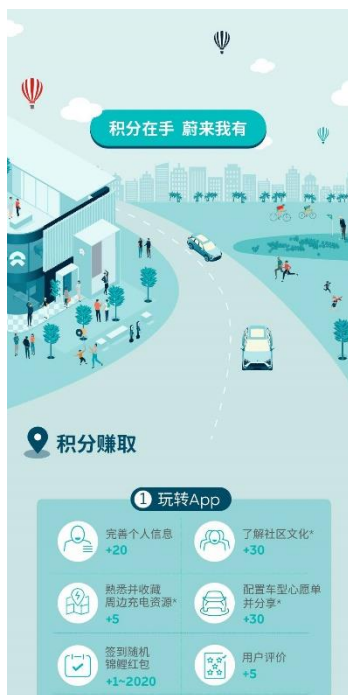 积分在手 蔚来我有
积分赚取
1 玩转App
完善个人信息
+20
了解社区文化*
+30
熟悉并收藏
周边充电资源*
+5
配置车型心愿单
并分享*
+30
签到随机
锦鲤红包
+1~2020
用户评价
+5